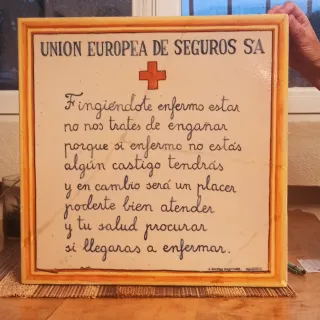 UNION EUROPEA DE SEGUROS S/A
Fingiéndote enfermo estar
no nos trates de engañar
porque si enfermo no estás
algún castigo tendrás
y en cambio será un placer
poderte bien atender
y tu salud procurar
si llegaras a enfermar.